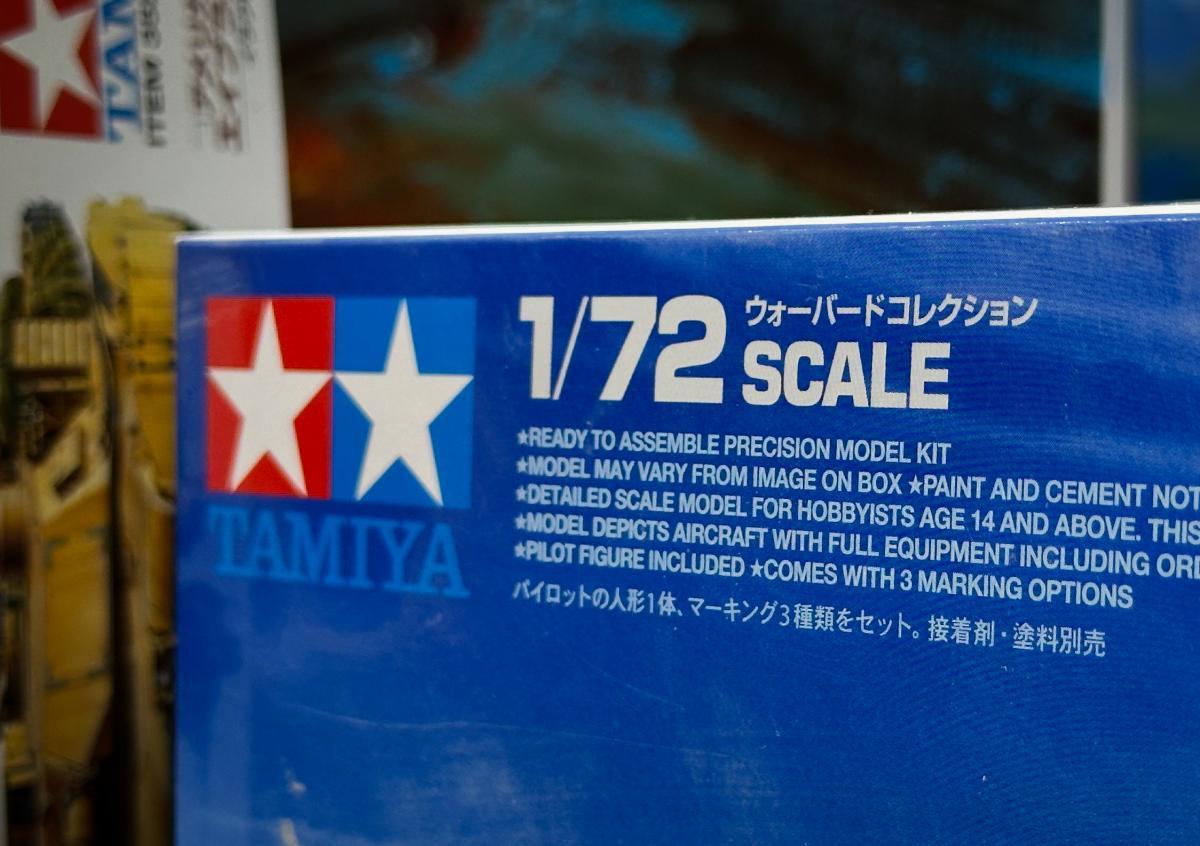 TAM
ITEM 35
TAMIYA
1/72 SCALE
ウォーバードコレクション
★READY TO ASSEMBLE PRECISION MODEL KIT
★MODEL MAY VARY FROM IMAGE ON BOX ★PAINT AND CEMENT NOT
★DETAILED SCALE MODEL FOR HOBBYISTS AGE 14 AND ABOVE. THIS
★MODEL DEPICTS AIRCRAFT WITH FULL EQUIPMENT INCLUDING ORD
★PILOT FIGURE INCLUDED ★COMES WITH 3 MARKING OPTIONS
パイロットの人形1体、マーキング3種類をセット。接着剤・塗料別売